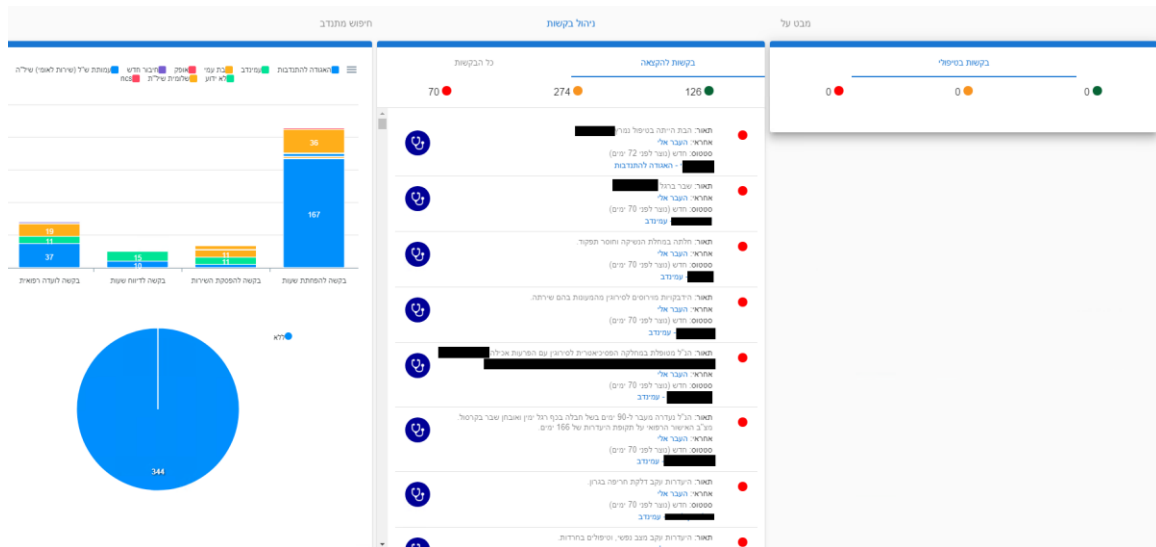 מבט על
ניהול בקשות
חיפוש מתנדב
בקשות בטיפולי
0
0
0
בקשות להקצאה
כל הבקשות
126
274
70
תאור: הבת הייתה בטיפול נמרץ
אחראי: העבר אלי
סטטוס: חדש (נוצר לפני 72 ימים)
- האגודה להתנדבות
תאור: שבר ברגל
אחראי: העבר אלי
סטטוס: חדש (נוצר לפני 70 ימים)
- עמינדב
תאור: חלתה במחלת הנשיקה וחוסר תפקוד.
אחראי: העבר אלי
סטטוס: חדש (נוצר לפני 70 ימים)
- עמינדב
תאור: הידבקויות מוירוסים לסירוגין מהמעונות בהם שירתה.
אחראי: העבר אלי
סטטוס: חדש (נוצר לפני 70 ימים)
- עמינדב
תאור: הנ"ל מטופלת במחלקה הפסיכיאטרית לסירוגין עם הפרעות אכילה
אחראי: העבר אלי
סטטוס: חדש (נוצר לפני 70 ימים)
- עמינדב
תאור: הנ"ל נעדרה מעבר ל-90 ימים בשל חבלה בכף רגל ימין ואובחן שבר בקרסול.
מצ"ב האישור הרפואי על תקופת היעדרות של 166 ימים.
אחראי: העבר אלי
סטטוס: חדש (נוצר לפני 70 ימים)
- עמינדב
תאור: היעדרות עקב דלקת חריפה בגרון.
אחראי: העבר אלי
סטטוס: חדש (נוצר לפני 70 ימים)
- עמינדב
תאור: היעדרות עקב מצב נפשי, וטיפולים בחרדות.
האגודה להתנדבות עמינדב בת עמי אופק חיבור חדש עמותת ש"ל (שירות לאומי) שיל"ה
לא ידוע שלומית שיל"ת ncs
36
167
11
11
15
10
19
11
37
בקשה להפחתת שעות
בקשה להפסקת השירות
בקשה לדיווח שעות
בקשה לועדה רפואית
ללא
344